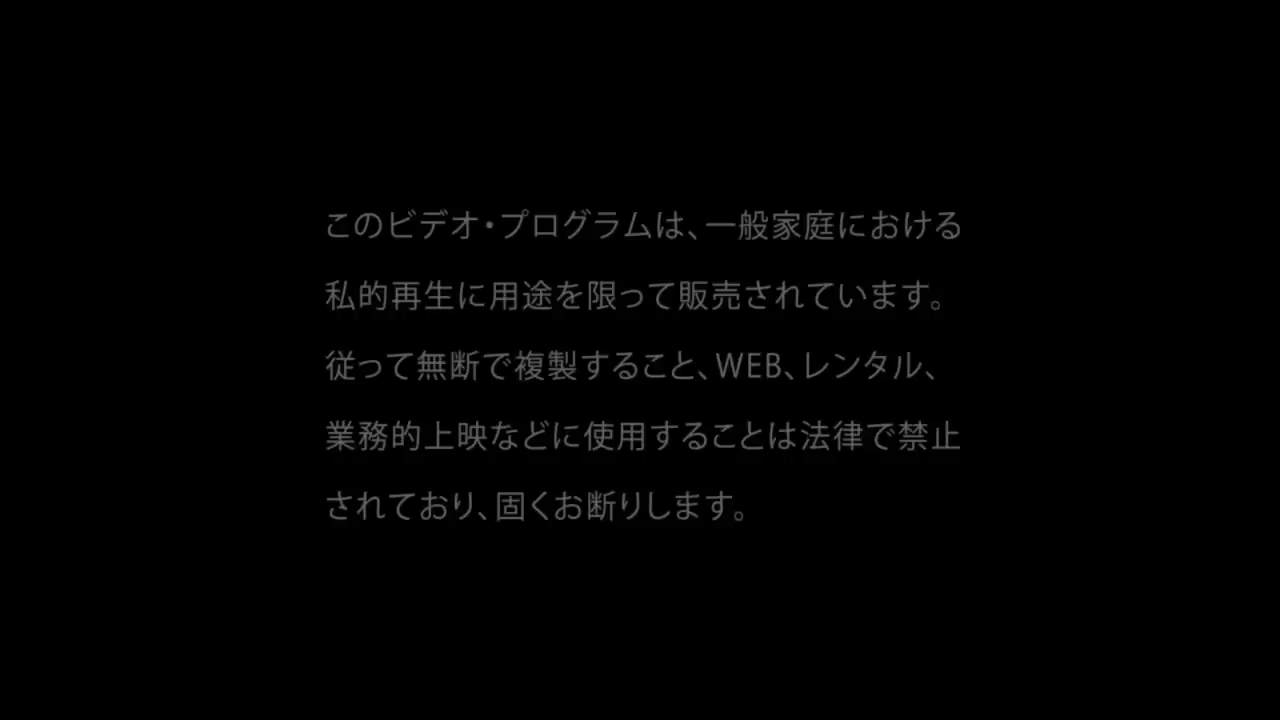 このビデオ・プログラムは、一般家庭における
私的再生に用途を限って販売されています。
従って無断で複製すること、WEB、レンタル、
業務的上映などに使用することは法律で禁止
されており、固くお断りします。